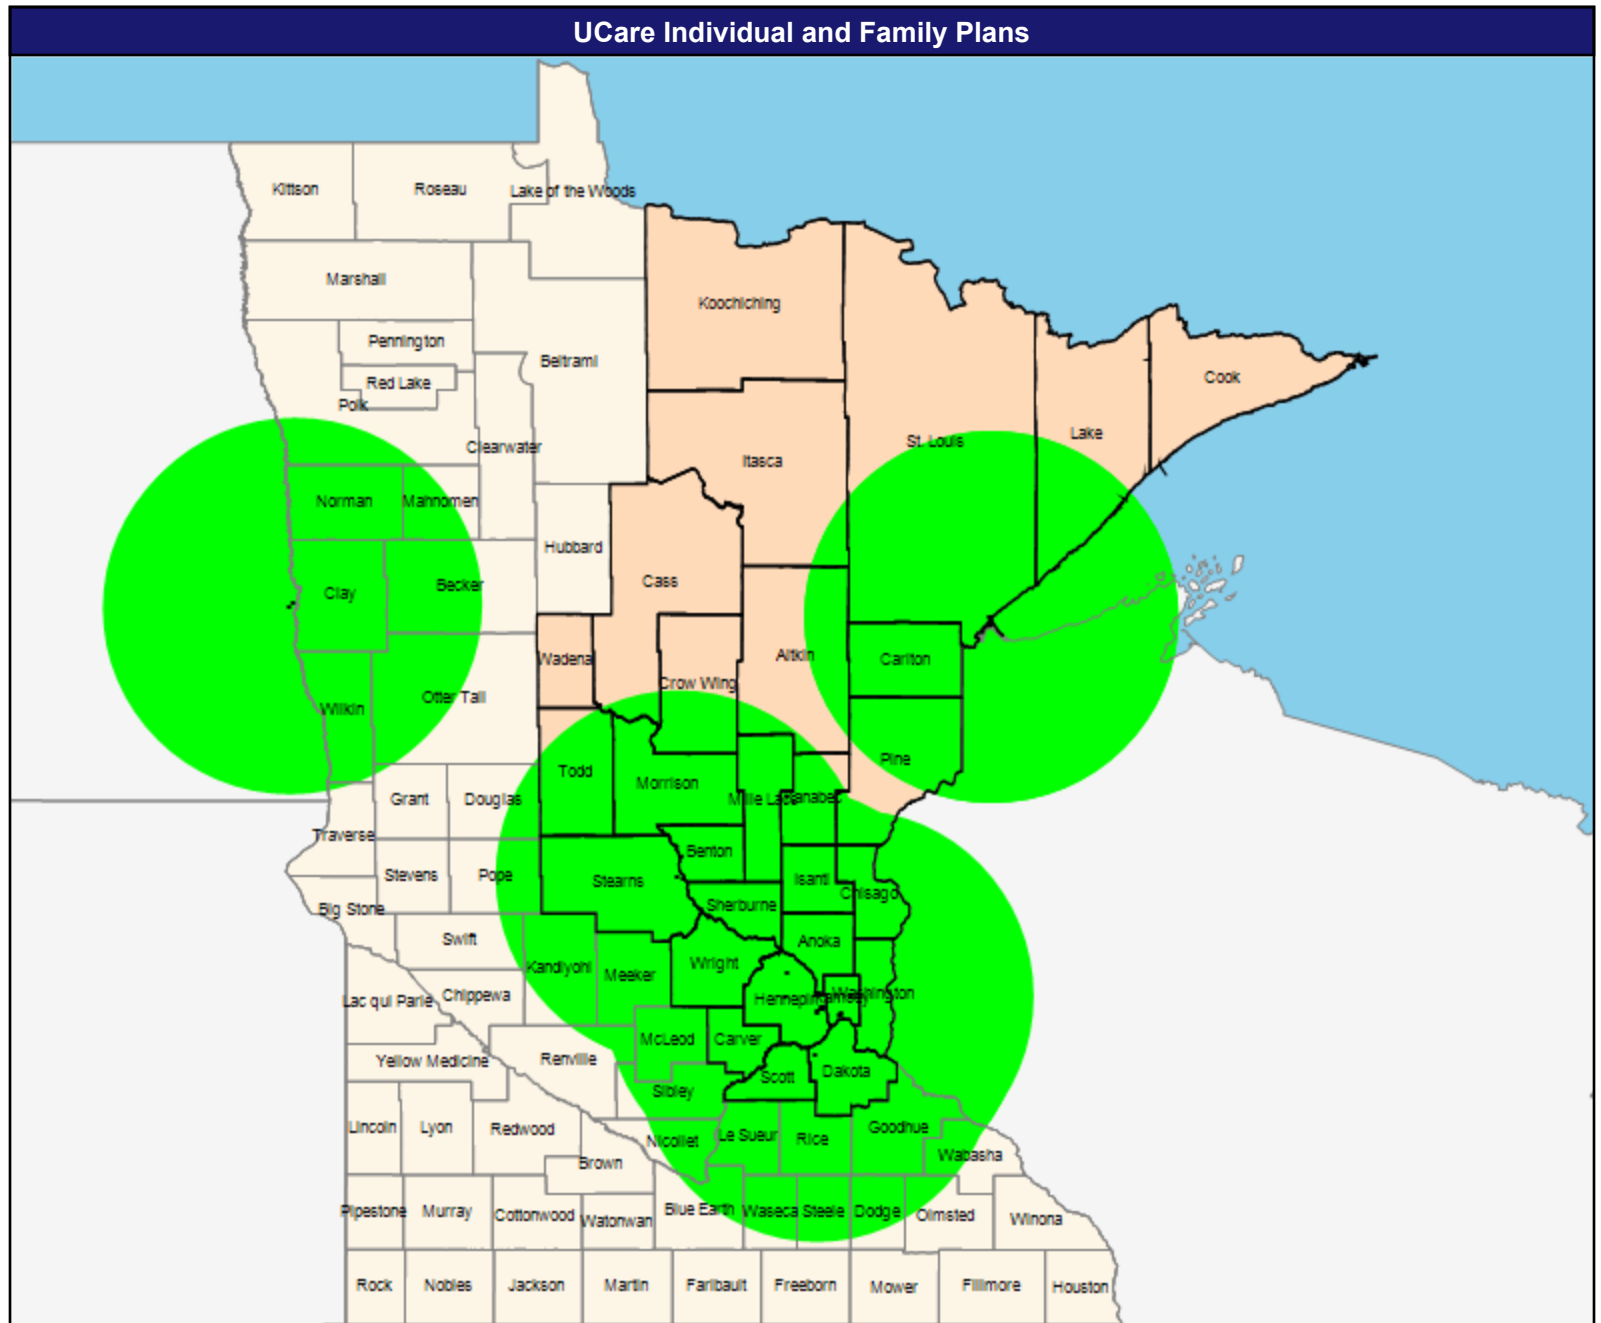 UCare Individual and Family Plans
Kittson
Roseau
Lake of the Woods
Marshall
Koochiching
Pennington
Beltrami
Red Lake
Cook
Polk
Lake
St. Louis
Clearwater
Itasca
Norman
Mahnomen
Hubbard
Cass
Becker
Clay
Aitkin
Carlton
Wadena
Crow Wing
Otter Tail
Wilkin
Pine
Todd
Morrison
Grant
Douglas
Mille Lacs
Kanabec
Traverse
Benton
Stevens
Pope
Stearns
Isanti
Chisago
Big Stone
Sherburne
Swift
Anoka
Kandiyohi
Meeker
Wright
Lac qui Parle
Chippewa
Hennepin
Ramsey
Washington
McLeod
Carver
Yellow Medicine
Renville
Scott
Dakota
Sibley
Lincoln
Lyon
Redwood
Nicollet
Le Sueur
Rice
Goodhue
Wabasha
Brown
Pipestone
Murray
Cottonwood
Watonwan
Blue Earth
Waseca
Steele
Dodge
Olmsted
Winona
Rock
Nobles
Jackson
Martin
Faribault
Freeborn
Mower
Fillmore
Houston